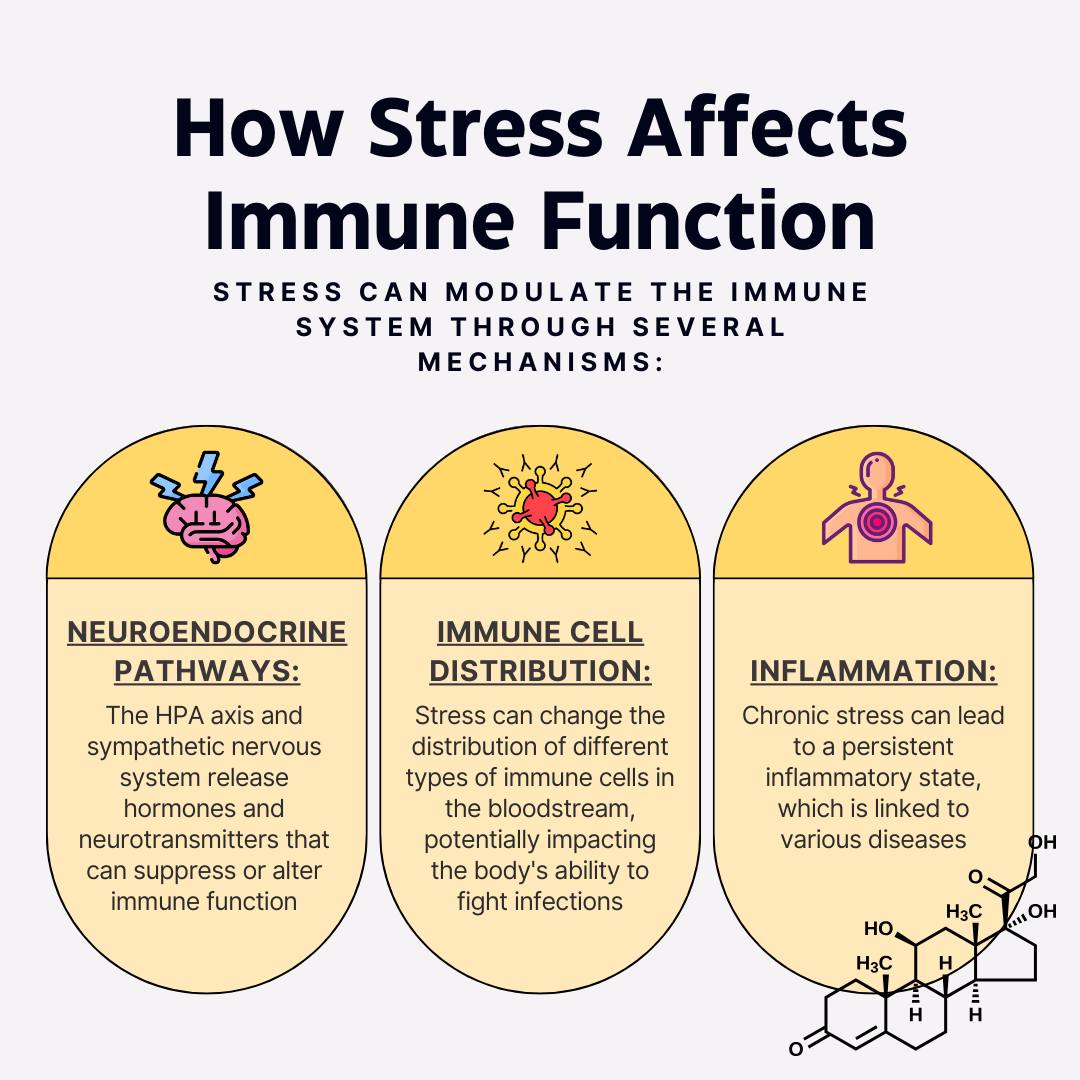 How Stress Affects
Immune Function
STRESS CAN MODULATE THE IMMUNE
SYSTEM THROUGH SEVERAL
MECHANISMS:
NEUROENDOCRINE
PATHWAYS:
The HPA axis and
sympathetic nervous
system release
hormones and
neurotransmitters that
can suppress or alter
immune function
IMMUNE CELL
DISTRIBUTION:
Stress can change the
distribution of different
types of immune cells in
the bloodstream,
potentially impacting
the body's ability to
fight infections
INFLAMMATION:
Chronic stress can lead
to a persistent
inflammatory state,
which is linked to
various diseases
OH
O
H₃C OH
HO
H₃C H
H H
O